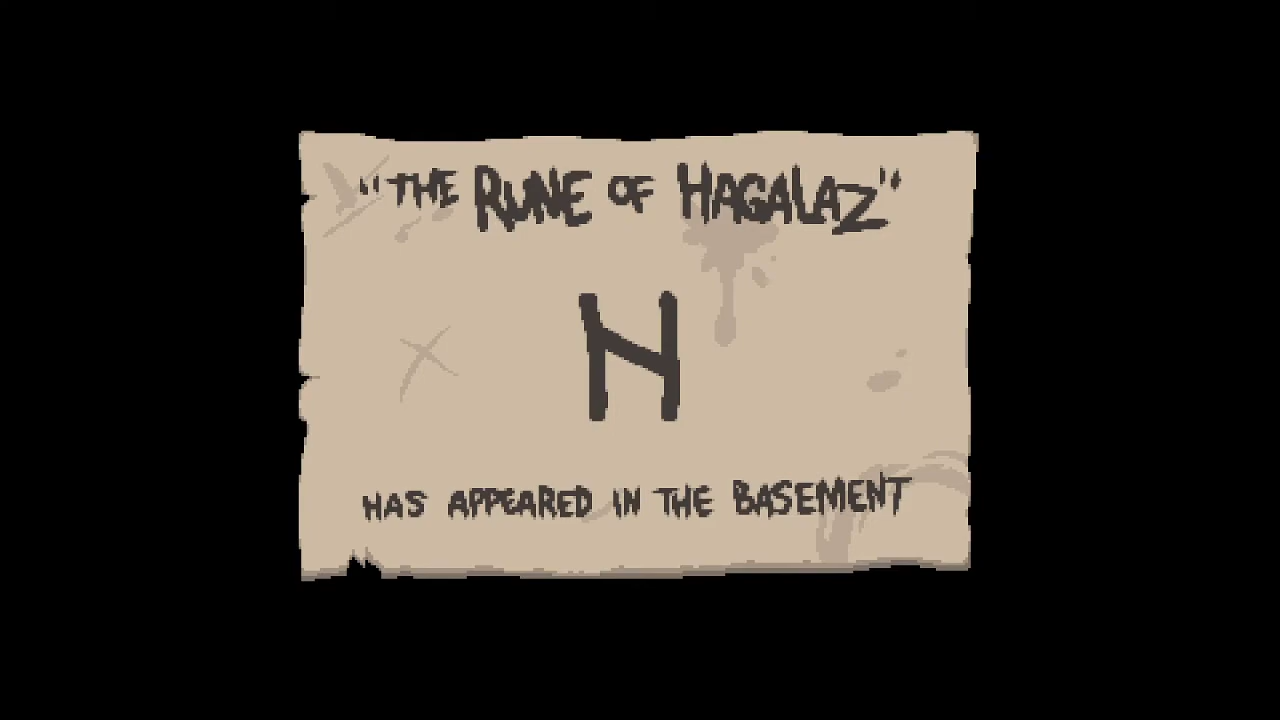 "THE RUNE OF HAGALAZ"
HAS APPEARED IN THE BASEMENT